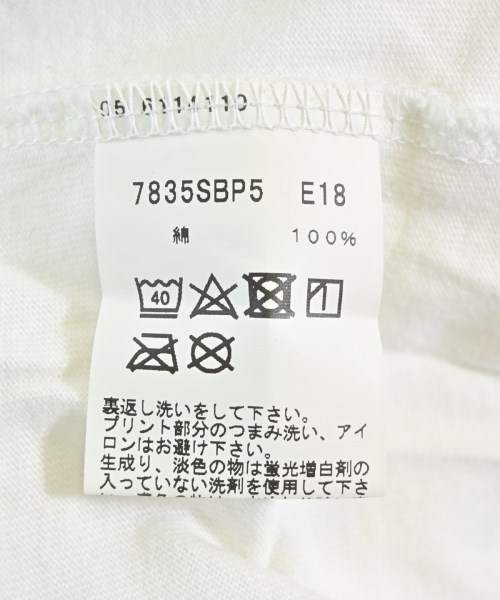 7835SBP5 E18
綿 100%
40
裏返し洗いをして下さい。
プリント部分のつまみ洗い、アイ
ロンはお避け下さい。
生成り、淡色の物は蛍光増白剤の
入っていない洗剤を使用して下さ